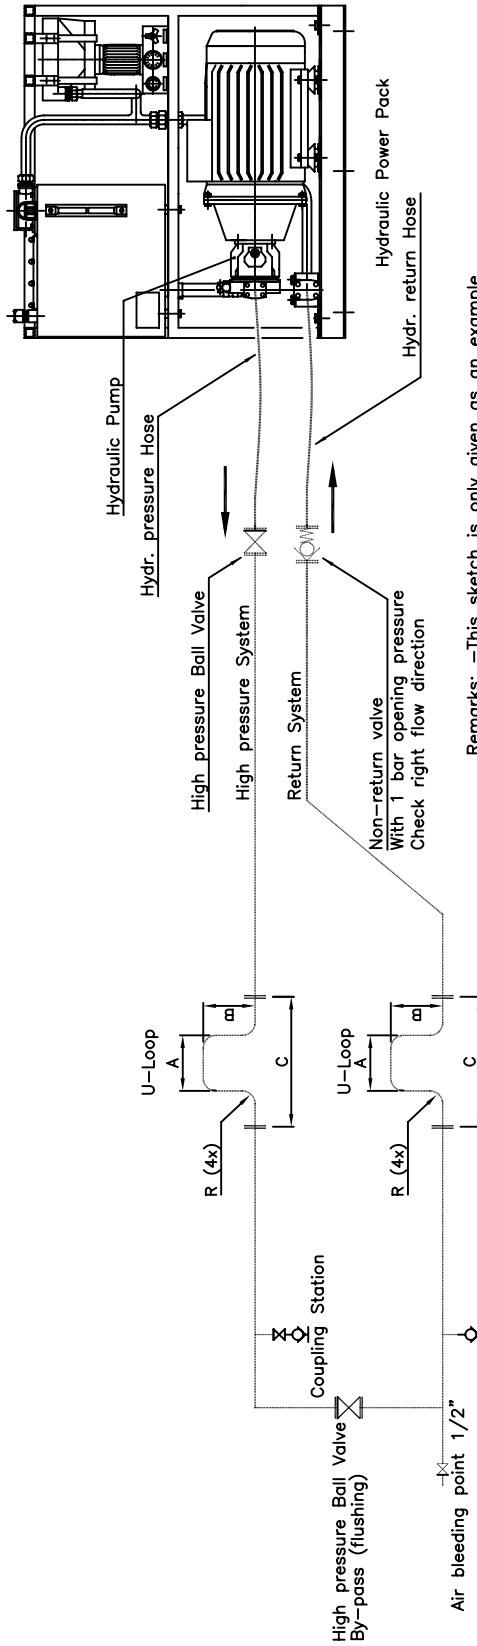 Hydraulic Power Pack
Hydraulic Pump
Hydr. pressure Hose
Hydr. return Hose
High pressure Ball Valve
High pressure System
Return System
Non-return valve
With 1 bar opening pressure
Check right flow direction
U-Loop
A
B
C
R (4x)
U-Loop
A
B
C
R (4x)
Coupling Station
High pressure Ball Valve
By-pass (flushing)
Air bleeding point 1/2"
Remarks: -This sketch is only given as an example